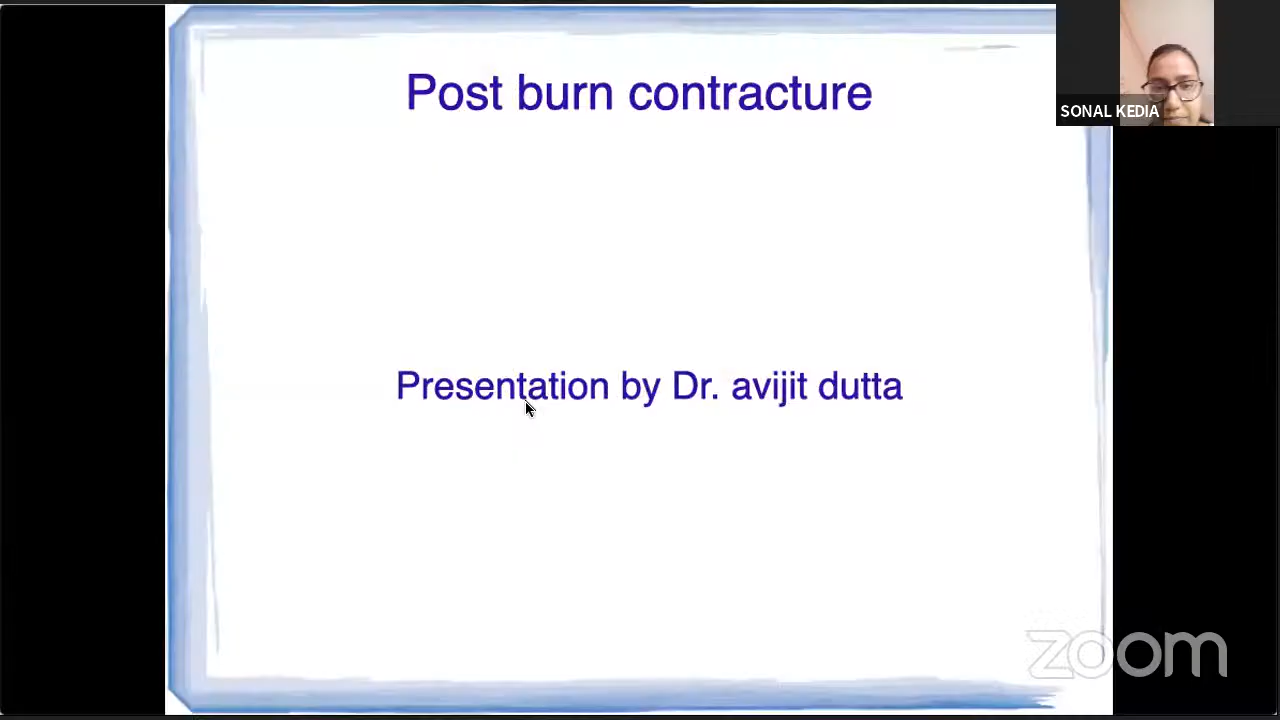 Post burn contracture
SONAL KEDIA
Presentation by Dr. avijit dutta
zoom